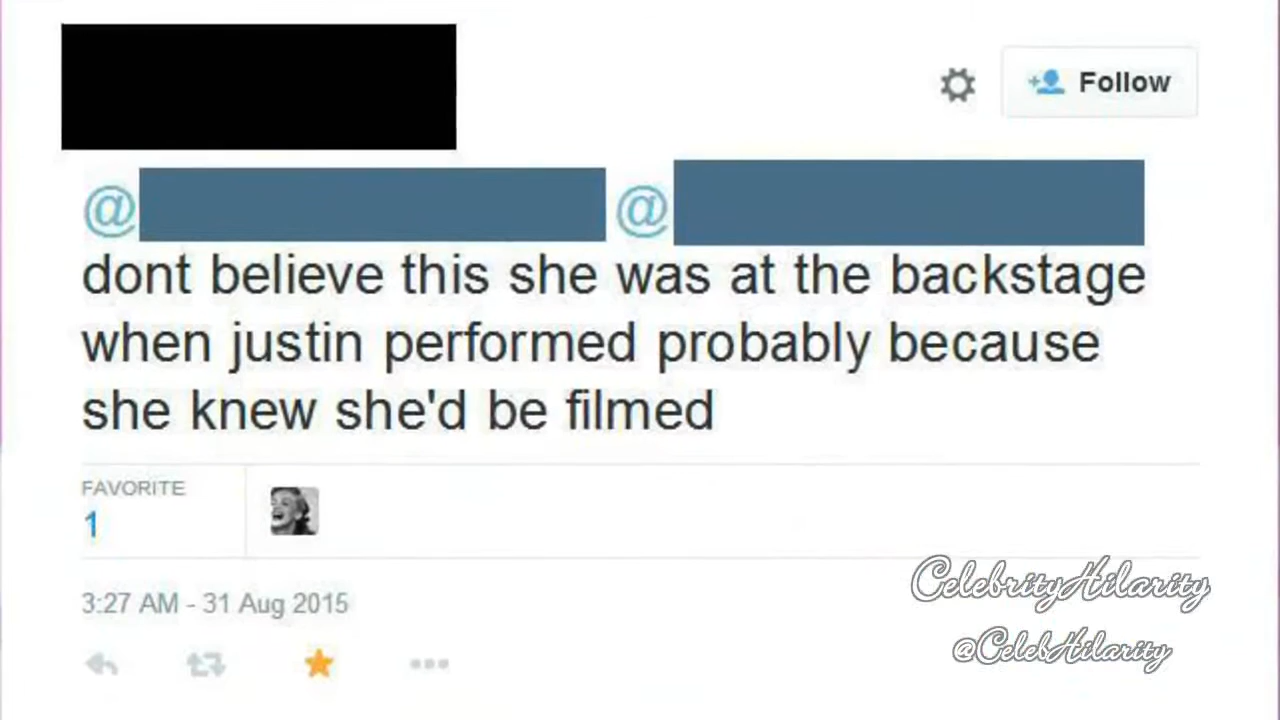 Follow
@ @
dont believe this she was at the backstage
when justin performed probably because
she knew she'd be filmed
FAVORITE
1
3:27 AM - 31 Aug 2015
CelebrityHilarity
@CelebHilarity